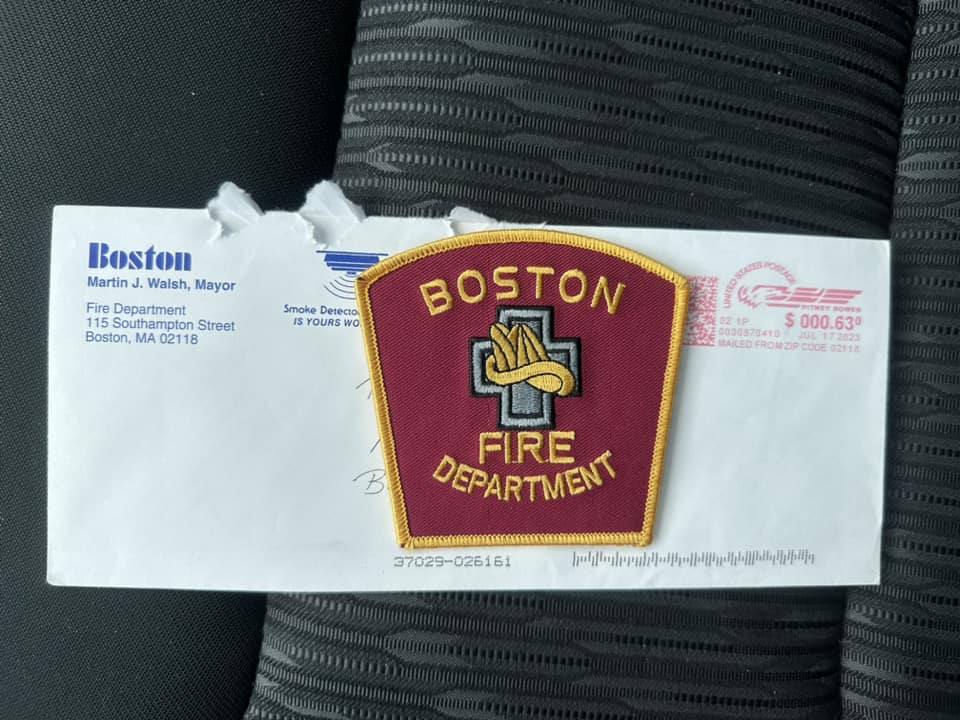 Boston
Martin J. Walsh, Mayor
Fire Department
115 Southampton Street
Boston, MA 02118
Smoke Detector
IS YOURS WO
UNITED STATES POSTAGE
PITNEY BOWES
02 1P
$ 000.63⁰
0000870410
JUL 17 2023
MAILED FROM ZIP CODE 02118
BOSTON
FIRE
DEPARTMENT
B
37029-026161